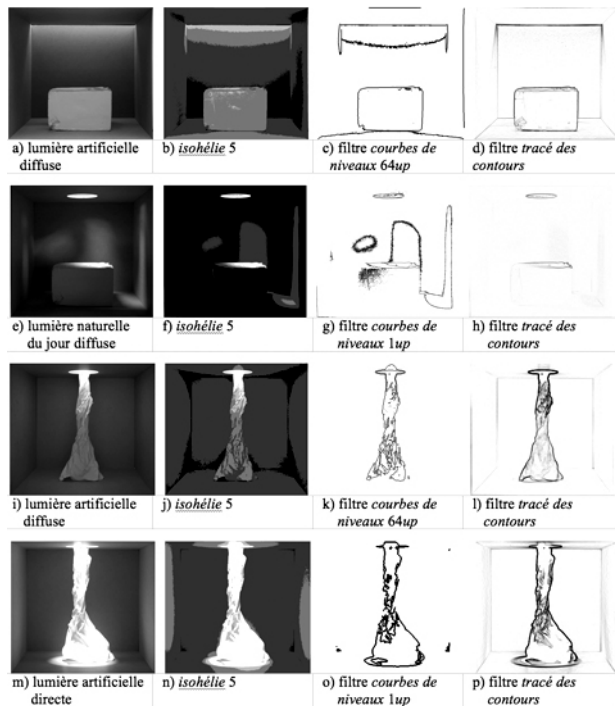 a) lumière artificielle
diffuse
b) isohélie 5
c) filtre courbes de
niveaux 64up
d) filtre tracé des
contours
e) lumière naturelle
du jour diffuse
f) isohélie 5
g) filtre courbes de
niveaux 1up
h) filtre tracé des
contours
i) lumière artificielle
diffuse
j) isohélie 5
k) filtre courbes de
niveaux 64up
l) filtre tracé des
contours
m) lumière artificielle
directe
n) isohélie 5
o) filtre courbes de
niveaux 1up
p) filtre tracé des
contours